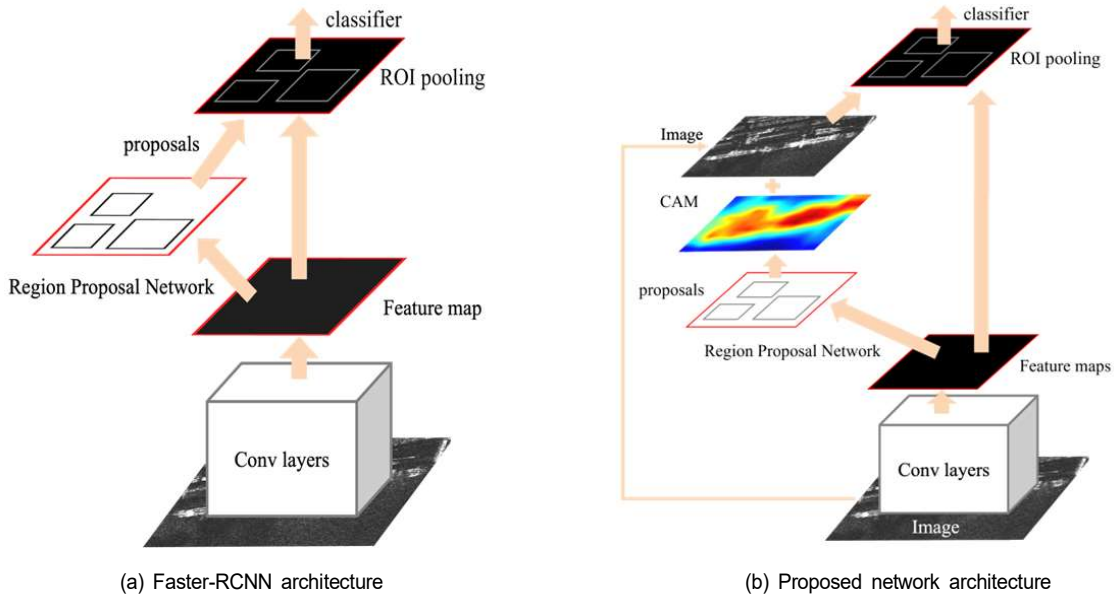 classifier
ROI pooling
proposals
Region Proposal Network
Feature map
Conv layers
(a) Faster-RCNN architecture
classifier
ROI pooling
Image
CAM
proposals
Region Proposal Network
Feature maps
Conv layers
Image
(b) Proposed network architecture